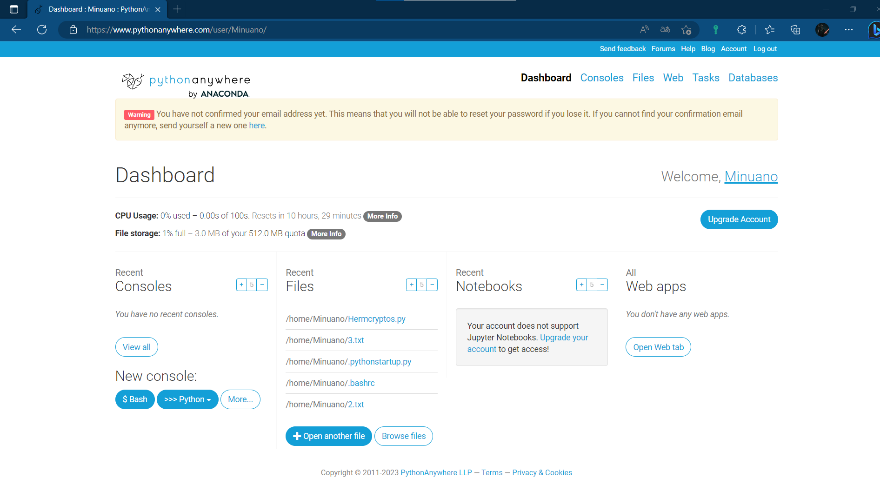 Dashboard : Minuano : PythonAn
https://www.pythonanywhere.com/user/Minuano/
Send feedback Forums Help Blog Account Log out
pythonanywhere
by ANACONDA
Dashboard Consoles Files Web Tasks Databases
Warning You have not confirmed your email address yet. This means that you will not be able to reset your password if you lose it. If you cannot find your confirmation email
anymore, send yourself a new one here.
Dashboard
Welcome, Minuano
CPU Usage: 0% used – 0.00s of 100s. Resets in 10 hours, 29 minutes More Info
File storage: 1% full – 3.0 MB of your 512.0 MB quota More Info
Upgrade Account
Recent
Consoles
+ 5 −
You have no recent consoles.
View all
New console:
$ Bash >>> Python More...
Recent
Files
+ 5 −
/home/Minuano/Hermcryptos.py
/home/Minuano/3.txt
/home/Minuano/.pythonstartup.py
/home/Minuano/.bashrc
/home/Minuano/2.txt
+ Open another file Browse files
Recent
Notebooks
+ 5 −
Your account does not support
Jupyter Notebooks. Upgrade your
account to get access!
All
Web apps
You don't have any web apps.
Open Web tab
Copyright © 2011-2023 PythonAnywhere LLP — Terms — Privacy & Cookies